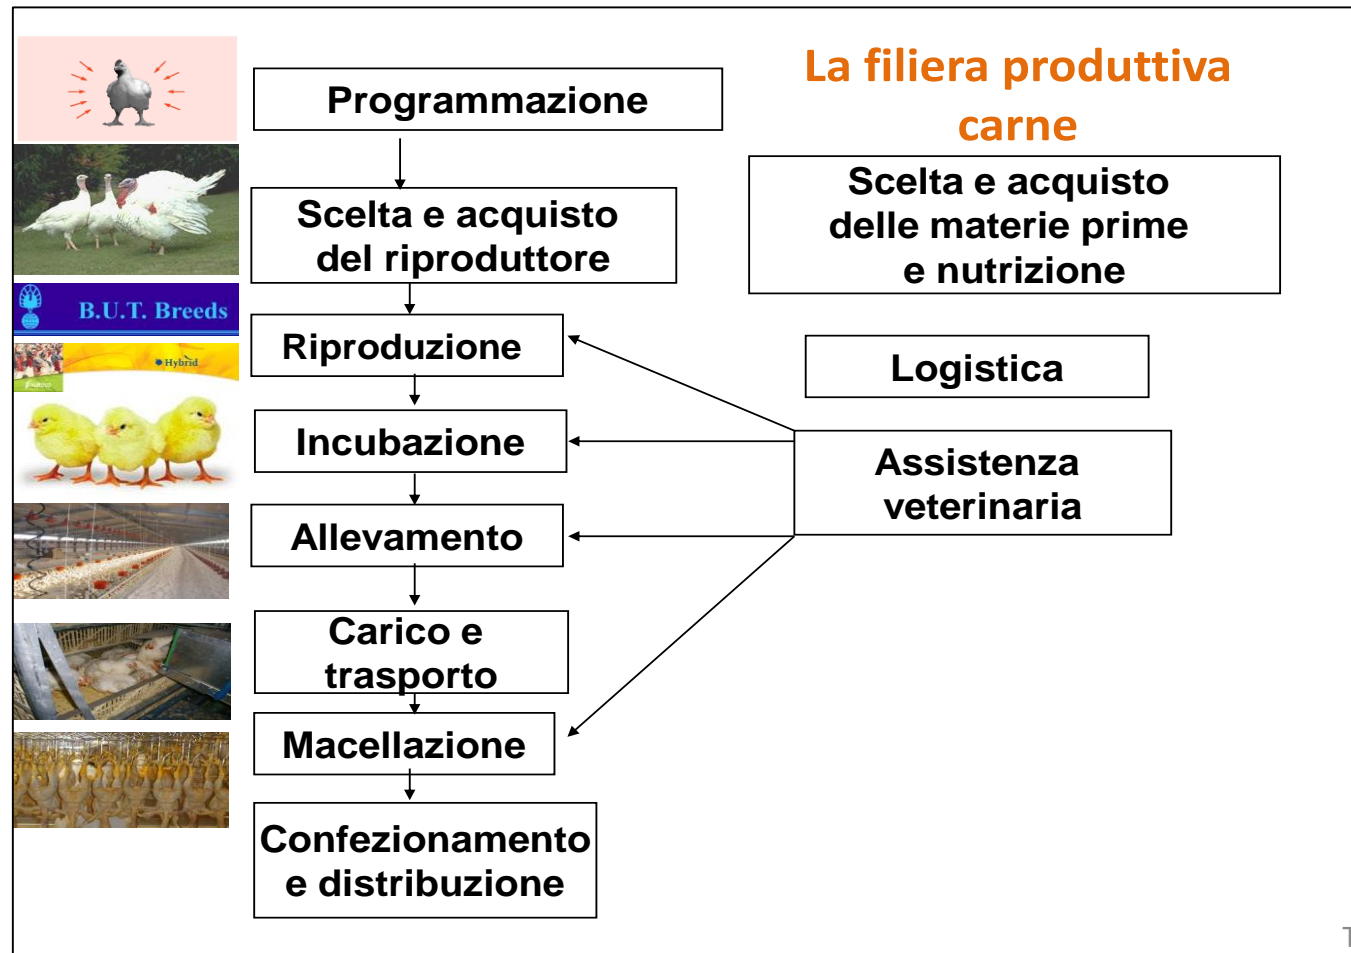 La filiera produttiva
carne
Programmazione
Scelta e acquisto
del riproduttore
Riproduzione
Incubazione
Allevamento
Carico e
trasporto
Macellazione
Confezionamento
e distribuzione
Scelta e acquisto
delle materie prime
e nutrizione
Logistica
Assistenza
veterinaria
B.U.T. Breeds
Hybrid
T